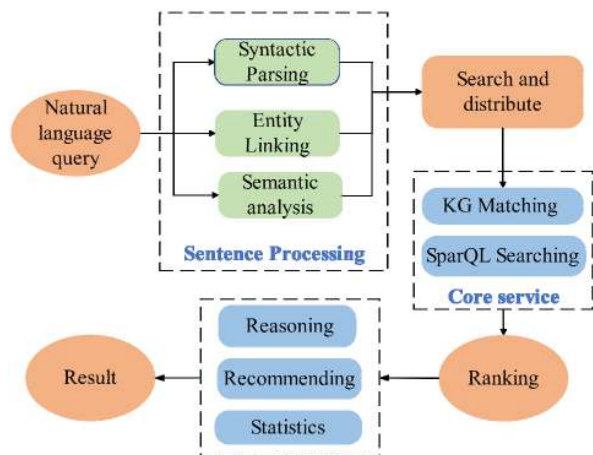 Natural
language
query
Syntactic
Parsing
Entity
Linking
Semantic
analysis
Sentence Processing
Search and
distribute
KG Matching
SparQL Searching
Core service
Ranking
Reasoning
Recommending
Statistics
Result